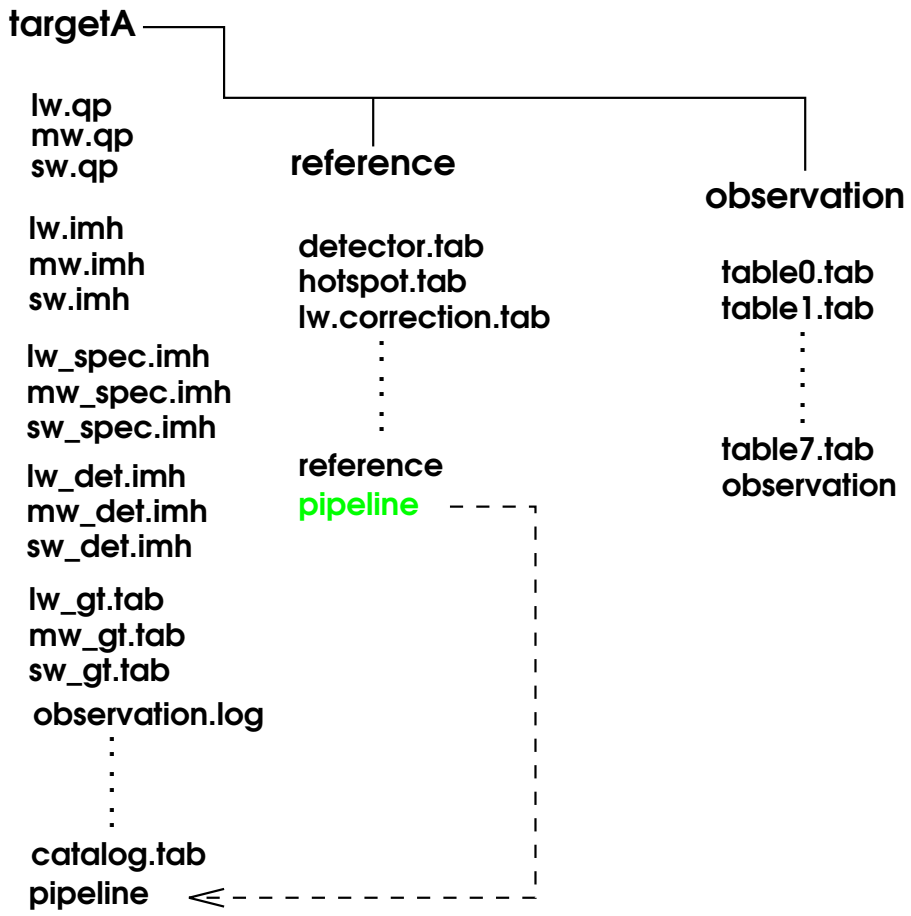 targetA
lw.qp
mw.qp
sw.qp
lw.imh
mw.imh
sw.imh
lw_spec.imh
mw_spec.imh
sw_spec.imh
lw_det.imh
mw_det.imh
sw_det.imh
lw_gt.tab
mw_gt.tab
sw_gt.tab
observation.log
catalog.tab
pipeline
reference
detector.tab
hotspot.tab
lw.correction.tab
reference
pipeline
observation
table0.tab
table1.tab
table7.tab
observation